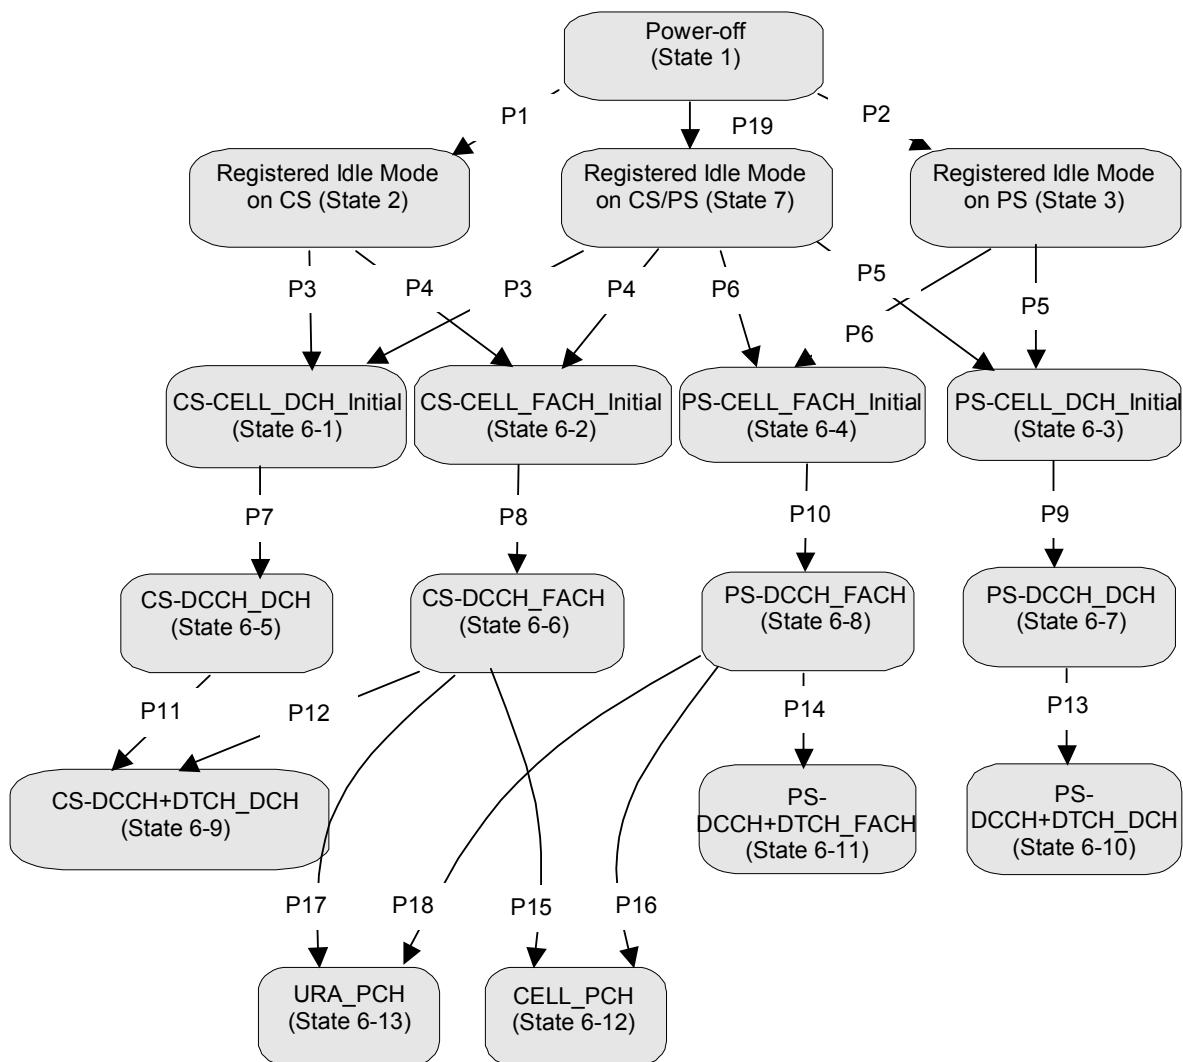 Power-off
(State 1)
P1
P19
P2
Registered Idle Mode
on CS (State 2)
Registered Idle Mode
on CS/PS (State 7)
Registered Idle Mode
on PS (State 3)
P3
P4
P3
P4
P6
P5
P6
P5
CS-CELL_DCH_Initial
(State 6-1)
CS-CELL_FACH_Initial
(State 6-2)
PS-CELL_FACH_Initial
(State 6-4)
PS-CELL_DCH_Initial
(State 6-3)
P7
P8
P10
P9
CS-DCCH_DCH
(State 6-5)
CS-DCCH_FACH
(State 6-6)
PS-DCCH_FACH
(State 6-8)
PS-DCCH_DCH
(State 6-7)
P11
P12
P14
P13
CS-DCCH+DTCH_DCH
(State 6-9)
PS-
DCCH+DTCH_FACH
(State 6-11)
PS-
DCCH+DTCH_DCH
(State 6-10)
P17
P18
P15
P16
URA_PCH
(State 6-13)
CELL_PCH
(State 6-12)